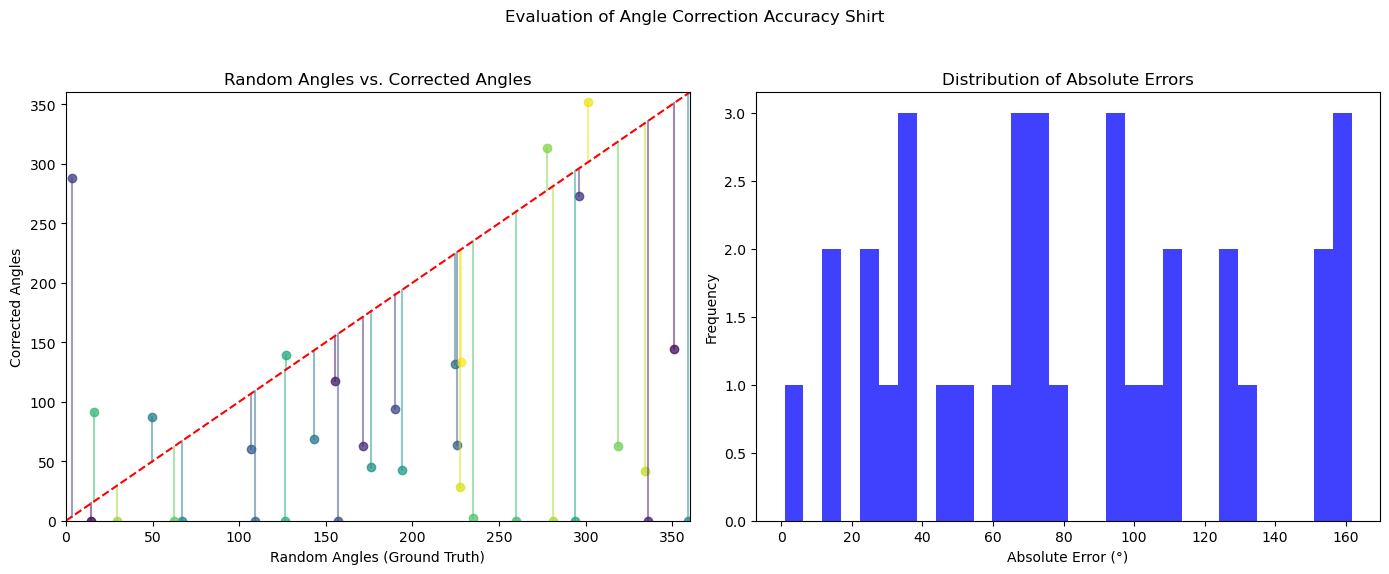 Evaluation of Angle Correction Accuracy Shirt
Random Angles vs. Corrected Angles
350
300
250
200
150
100
50
0
Corrected Angles
0 50 100 150 200 250 300 350
Random Angles (Ground Truth)
Distribution of Absolute Errors
3.0
2.5
2.0
1.5
1.0
0.5
0.0
Frequency
0 20 40 60 80 100 120 140 160
Absolute Error (°)